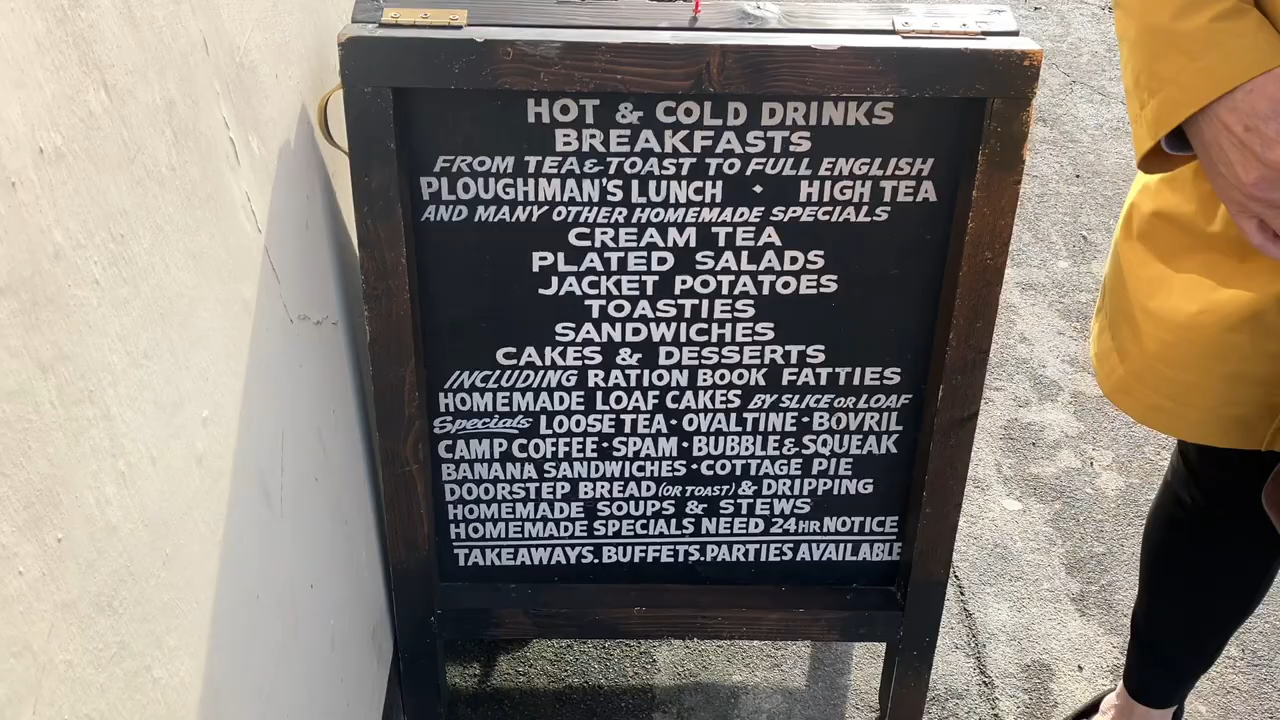 HOT & COLD DRINKS
BREAKFASTS
FROM TEA & TOAST TO FULL ENGLISH
PLOUGHMAN'S LUNCH • HIGH TEA
AND MANY OTHER HOMEMADE SPECIALS
CREAM TEA
PLATED SALADS
JACKET POTATOES
TOASTIES
SANDWICHES
CAKES & DESSERTS
INCLUDING RATION BOOK FATTIES
HOMEMADE LOAF CAKES BY SLICE OR LOAF
Specials LOOSE TEA • OVALTINE • BOVRIL
CAMP COFFEE • SPAM • BUBBLE & SQUEAK
BANANA SANDWICHES • COTTAGE PIE
DOORSTEP BREAD (OR TOAST) & DRIPPING
HOMEMADE SOUPS & STEWS
HOMEMADE SPECIALS NEED 24HR NOTICE
TAKEAWAYS. BUFFETS. PARTIES AVAILABLE